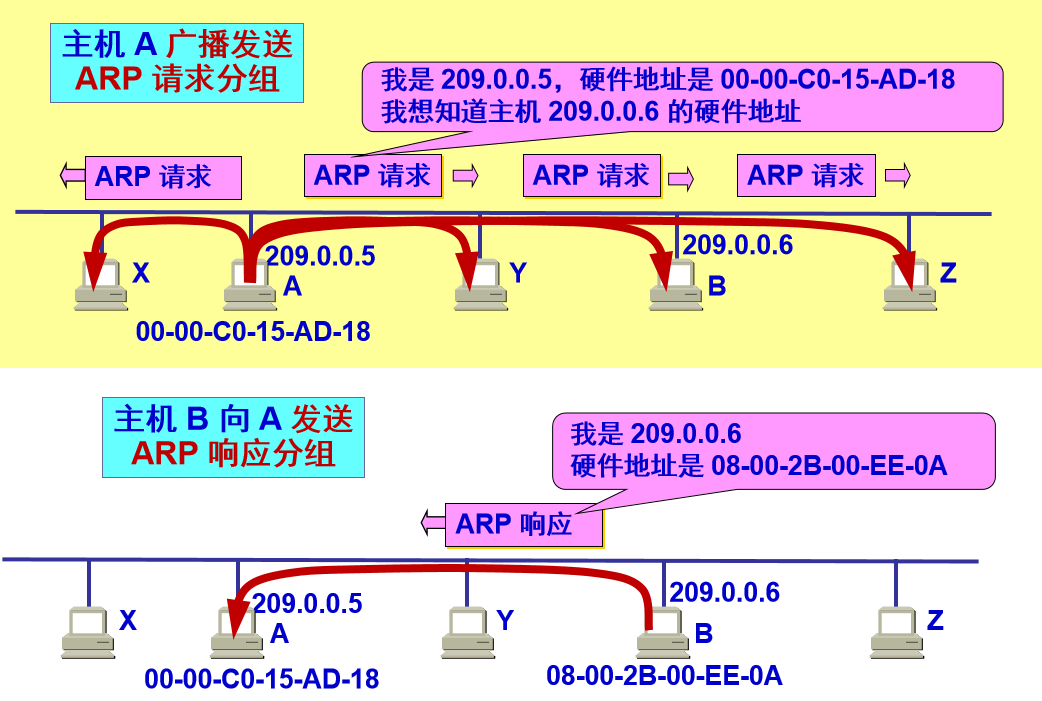 主机 A 广播发送
ARP 请求分组
我是 209.0.0.5，硬件地址是 00-00-C0-15-AD-18
我想知道主机 209.0.0.6 的硬件地址
ARP 请求
ARP 请求
ARP 请求
ARP 请求
209.0.0.5
209.0.0.6
X
A
Y
B
Z
00-00-C0-15-AD-18
主机 B 向 A 发送
ARP 响应分组
我是 209.0.0.6
硬件地址是 08-00-2B-00-EE-0A
ARP 响应
209.0.0.5
209.0.0.6
X
A
Y
B
Z
00-00-C0-15-AD-18
08-00-2B-00-EE-0A